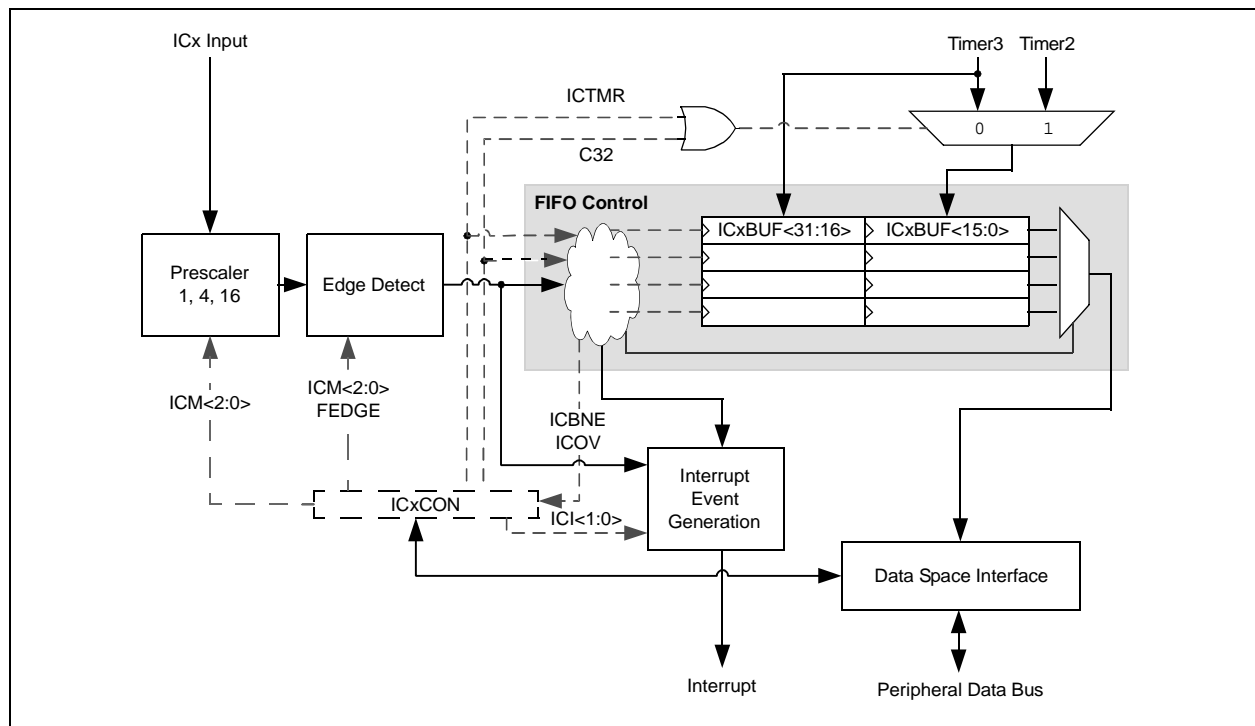 ICx Input
Timer3
Timer2
ICTMR
0
1
C32
FIFO Control
ICxBUF<31:16>
ICxBUF<15:0>
Prescaler
1, 4, 16
Edge Detect
ICM<2:0>
ICM<2:0>
FEDGE
ICBNE
ICOV
Interrupt
Event
Generation
ICxCON
ICI<1:0>
Data Space Interface
Interrupt
Peripheral Data Bus